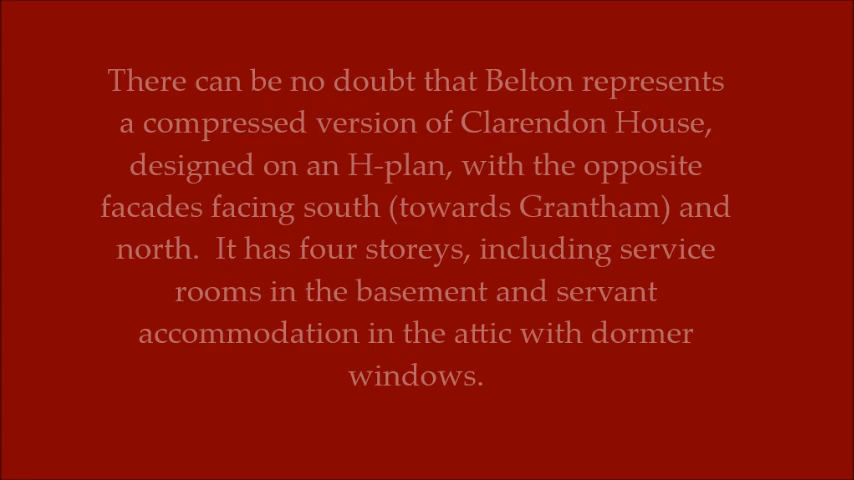 There can be no doubt that Belton represents
a compressed version of Clarendon House,
designed on an H-plan, with the opposite
facades facing south (towards Grantham) and
north.  It has four storeys, including service
rooms in the basement and servant
accommodation in the attic with dormer
windows.